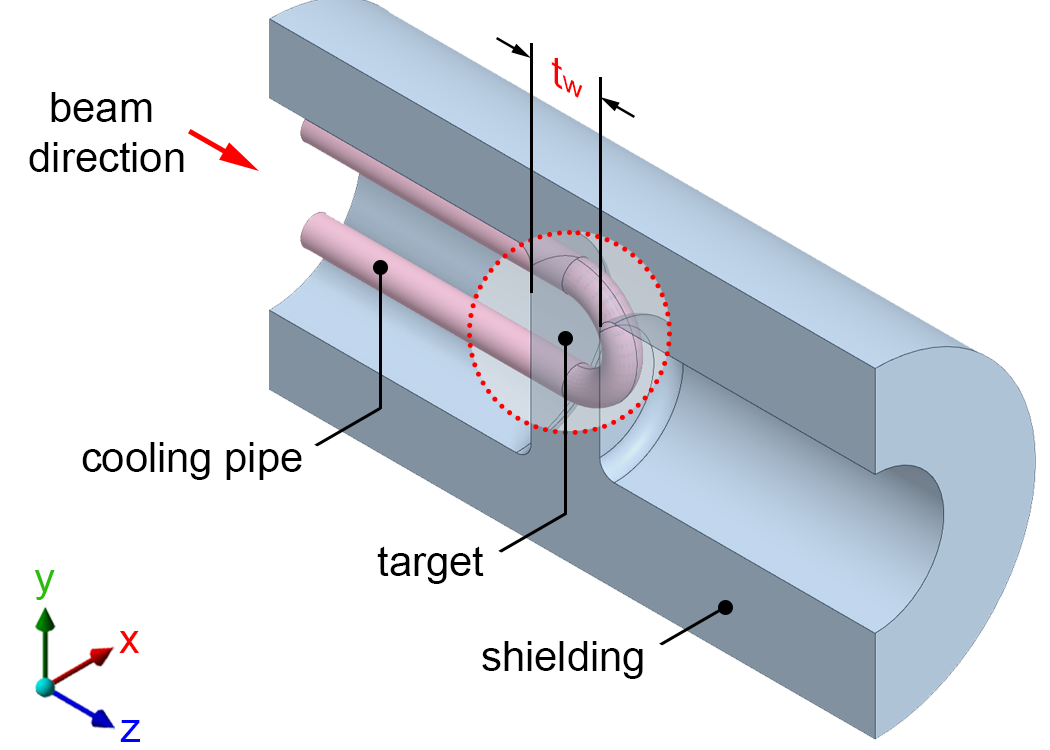 tw
beam
direction
cooling pipe
target
shielding
y
x
z